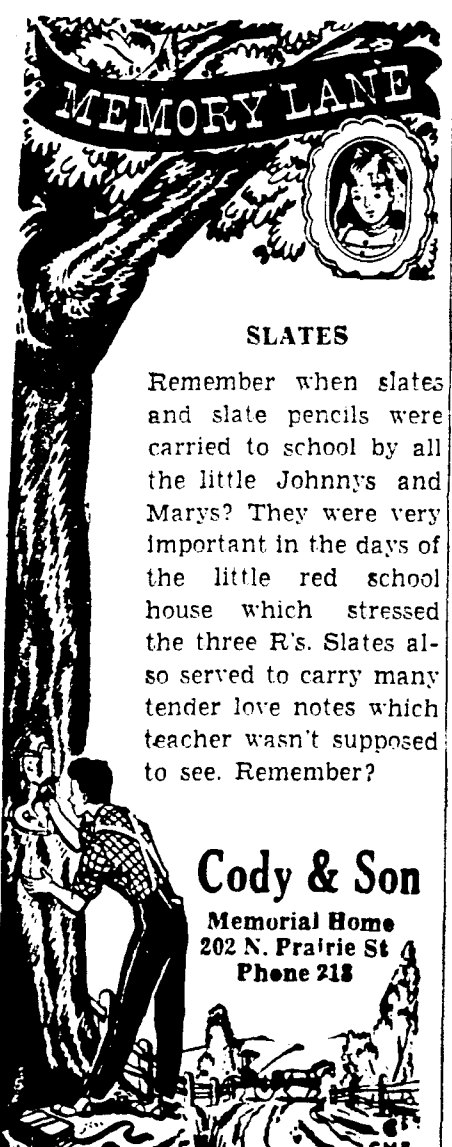 MEMORY LANE
SLATES
Remember when slates
and slate pencils were
carried to school by all
the little Johnnys and
Marys? They were very
important in the days of
the little red school
house which stressed
the three R's. Slates al-
so served to carry many
tender love notes which
teacher wasn't supposed
to see. Remember?
Cody & Son
Memorial Home
202 N. Prairie St
Phone 218